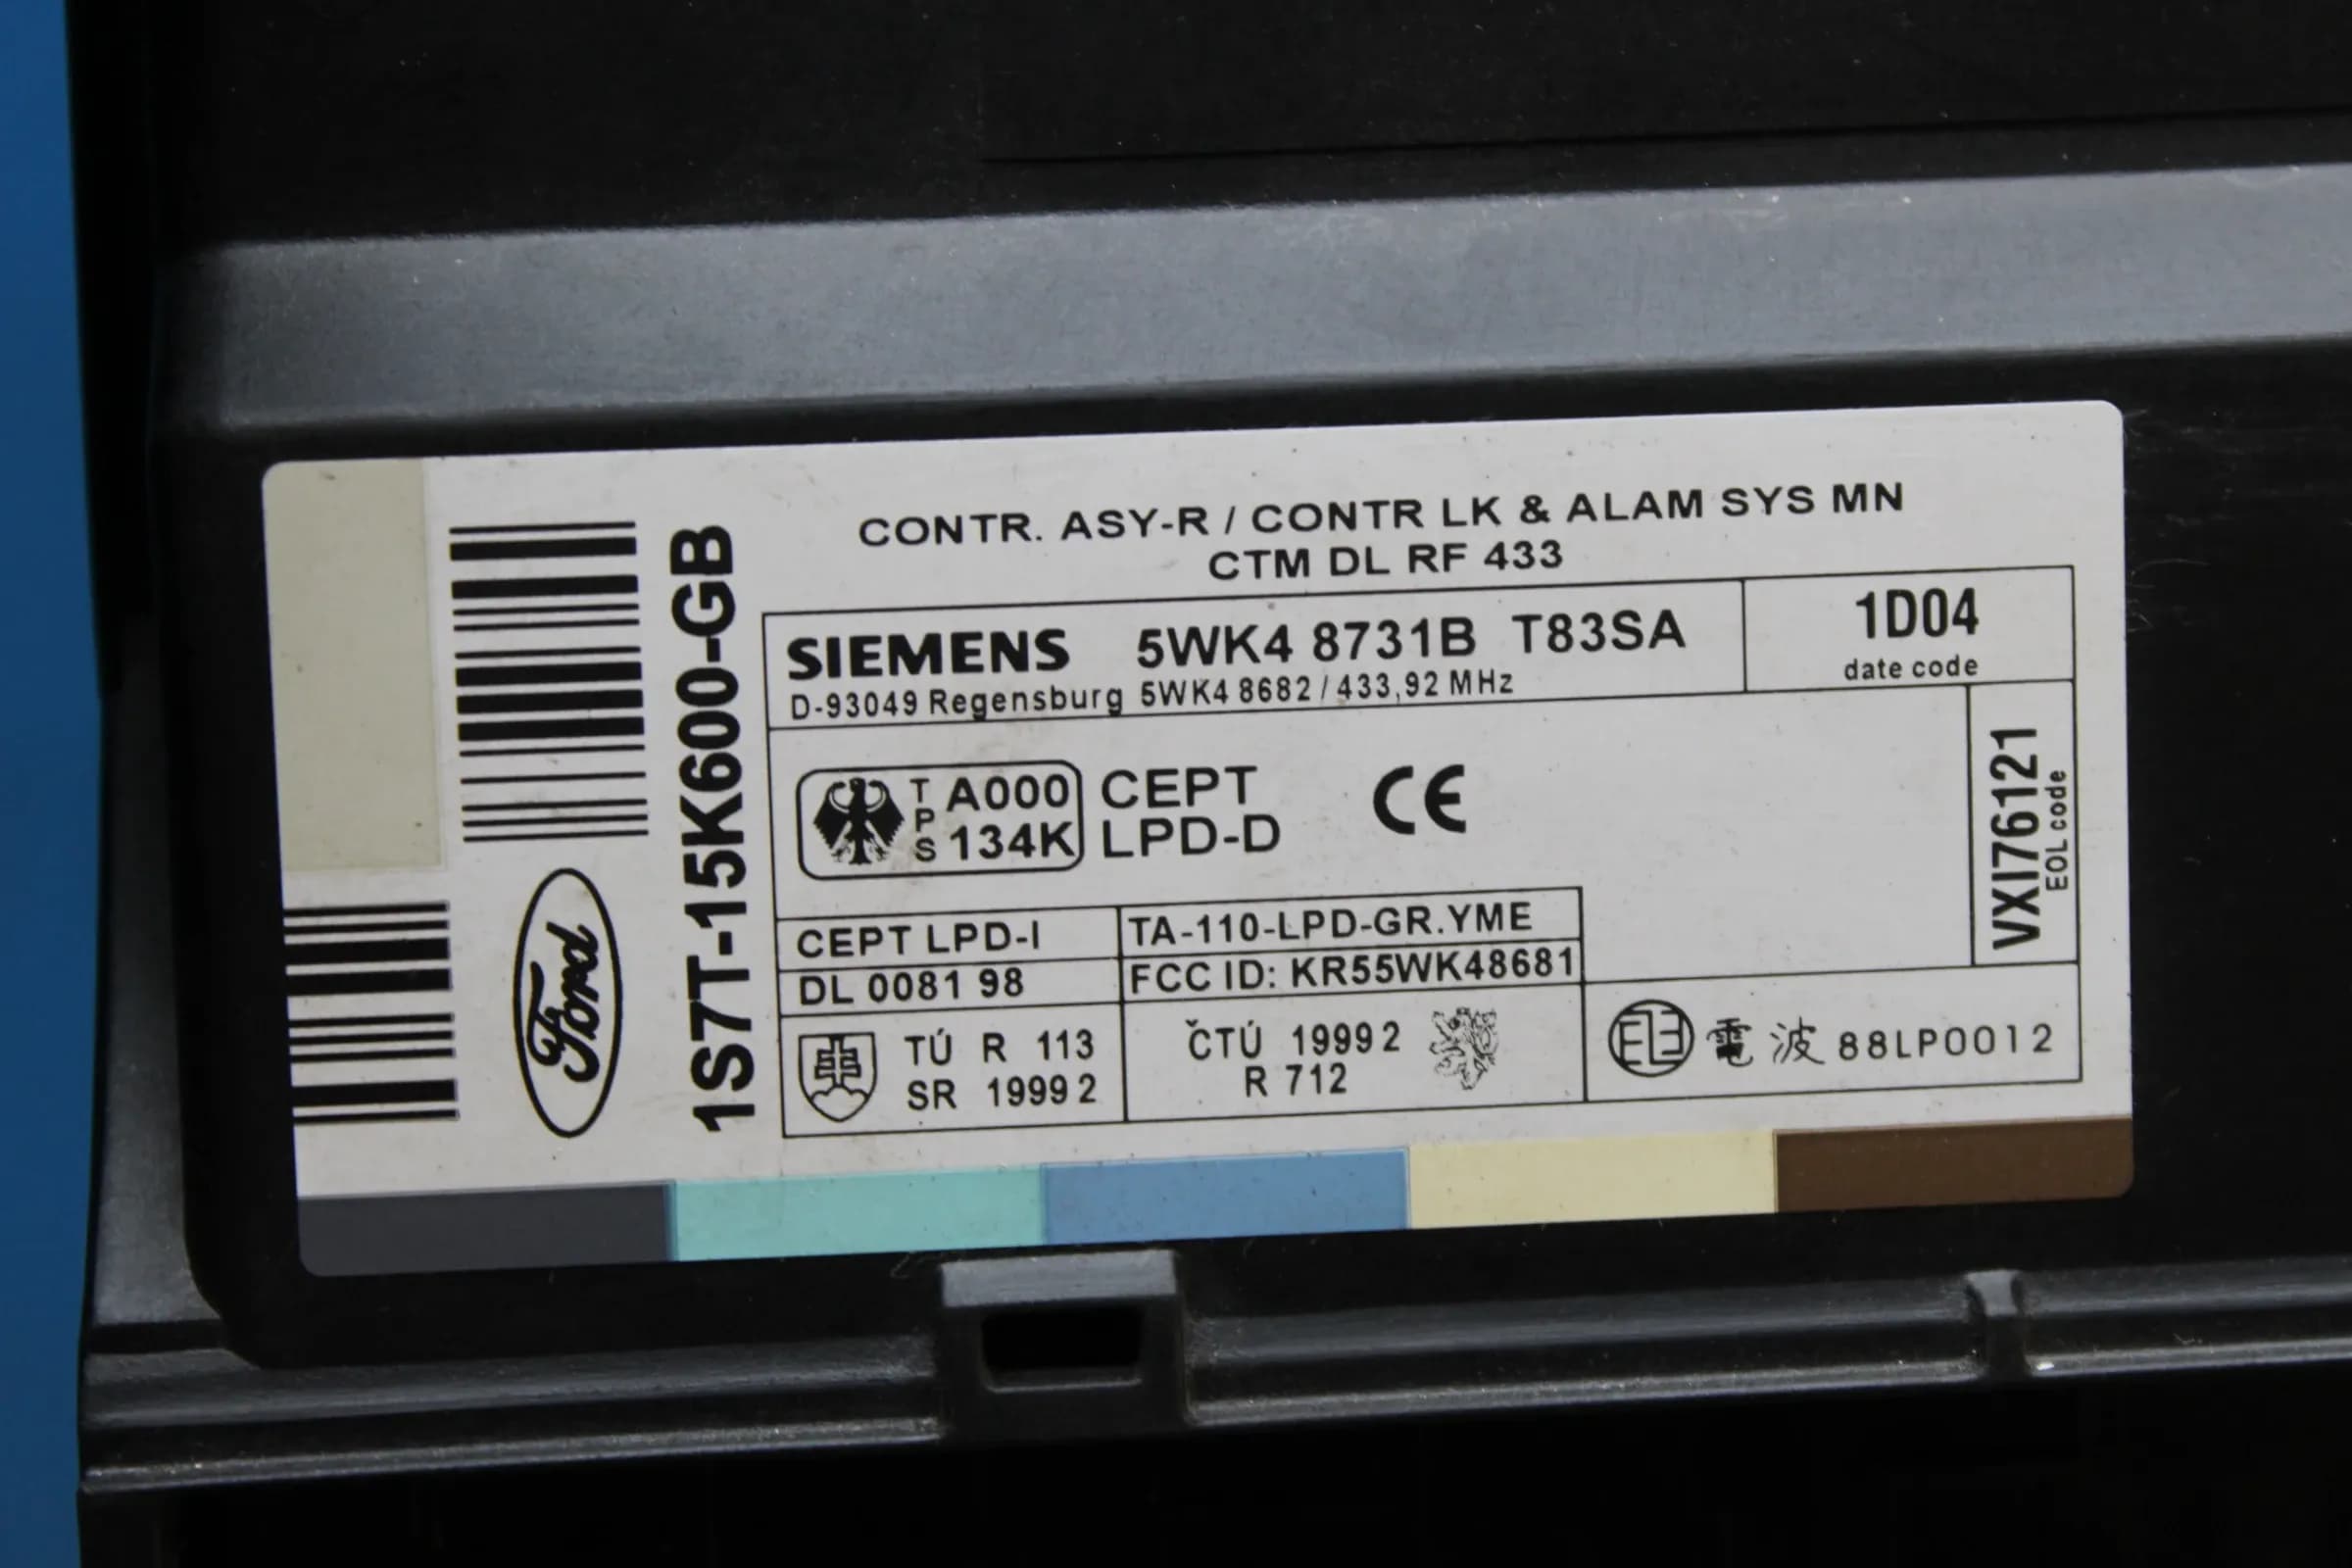 CONTR. ASY-R / CONTR LK & ALAM SYS MN
CTM DL RF 433
1S7T-15K600-GB
Ford
SIEMENS 5WK4 8731B T83SA
D-93049 Regensburg 5WK4 8682 / 433,92 MHz
1D04
date code
VXI76121
EOL code
TPS
A000
134K
CEPT
LPD-D
CE
CEPT LPD-I
DL 0081 98
TA-110-LPD-GR.YME
FCC ID: KR55WK48681
TÚ R 113
SR 1999 2
ČTÚ 1999 2
R 712
電 波 88LP0012